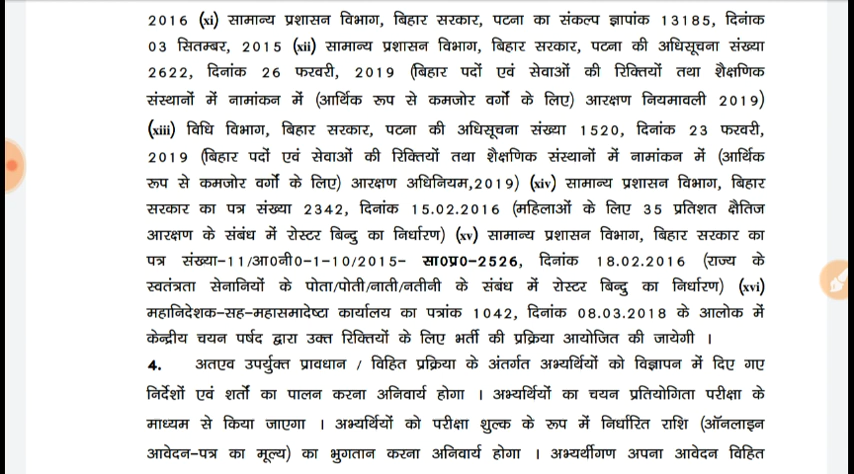 2016 (xi) सामान्य प्रशासन विभाग, बिहार सरकार, पटना का संकल्प ज्ञापांक 13185, दिनांक
03 सितम्बर, 2015 (xii) सामान्य प्रशासन विभाग, बिहार सरकार, पटना की अधिसूचना संख्या
2622, दिनांक 26 फरवरी, 2019 (बिहार पदों एवं सेवाओं की रिक्तियों तथा शैक्षणिक
संस्थानों में नामांकन में (आर्थिक रूप से कमजोर वर्गों के लिए) आरक्षण नियमावली 2019)
(xiii) विधि विभाग, बिहार सरकार, पटना की अधिसूचना संख्या 1520, दिनांक 23 फरवरी,
2019 (बिहार पदों एवं सेवाओं की रिक्तियों तथा शैक्षणिक संस्थानों में नामांकन में (आर्थिक
रूप से कमजोर वर्गों के लिए) आरक्षण अधिनियम,2019) (xiv) सामान्य प्रशासन विभाग, बिहार
सरकार का पत्र संख्या 2342, दिनांक 15.02.2016 (महिलाओं के लिए 35 प्रतिशत क्षैतिज
आरक्षण के संबंध में रोस्टर बिन्दु का निर्धारण) (xv) सामान्य प्रशासन विभाग, बिहार सरकार का
पत्र संख्या-11/आ0नी0-1-10/2015- सा0प्र0-2526, दिनांक 18.02.2016 (राज्य के
स्वतंत्रता सेनानियों के पोता/पोती/नाती/नतीनी के संबंध में रोस्टर बिन्दु का निर्धारण) (xvi)
महानिदेशक-सह-महासमादेष्टा कार्यालय का पत्रांक 1042, दिनांक 08.03.2018 के आलोक में
केन्द्रीय चयन पर्षद द्वारा उक्त रिक्तियों के लिए भर्ती की प्रक्रिया आयोजित की जायेगी ।
4. अतएव उपर्युक्त प्रावधान / विहित प्रक्रिया के अंतर्गत अभ्यर्थियों को विज्ञापन में दिए गए
निर्देशों एवं शर्तों का पालन करना अनिवार्य होगा । अभ्यर्थियों का चयन प्रतियोगिता परीक्षा के
माध्यम से किया जाएगा । अभ्यर्थियों को परीक्षा शुल्क के रूप में निर्धारित राशि (ऑनलाइन
आवेदन-पत्र का मूल्य) का भुगतान करना अनिवार्य होगा । अभ्यर्थीगण अपना आवेदन विहित